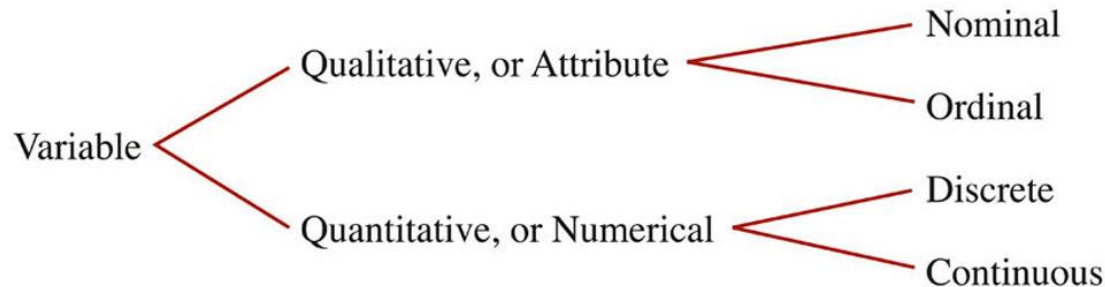 Nominal
Qualitative, or Attribute
Ordinal
Variable
Discrete
Quantitative, or Numerical
Continuous